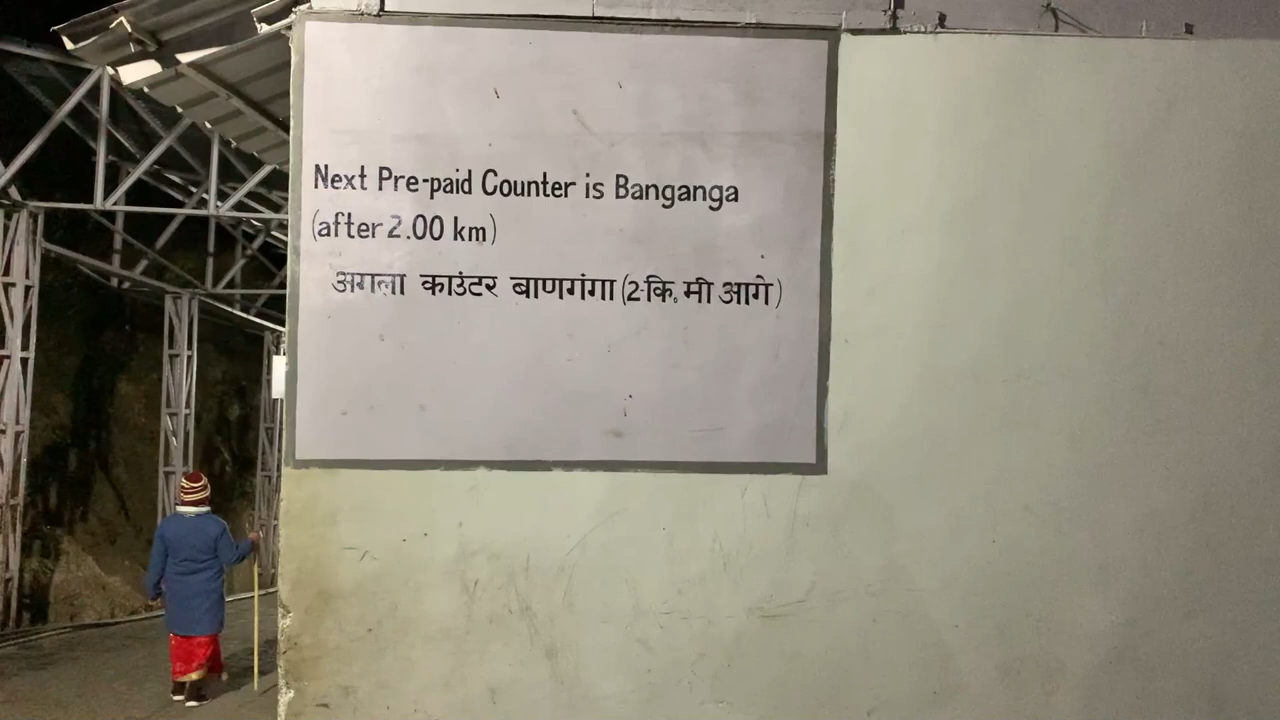 Next Pre-paid Counter is Banganga
(after 2.00 km)
अगला काउंटर बाणगंगा (2 कि. मी आगे)